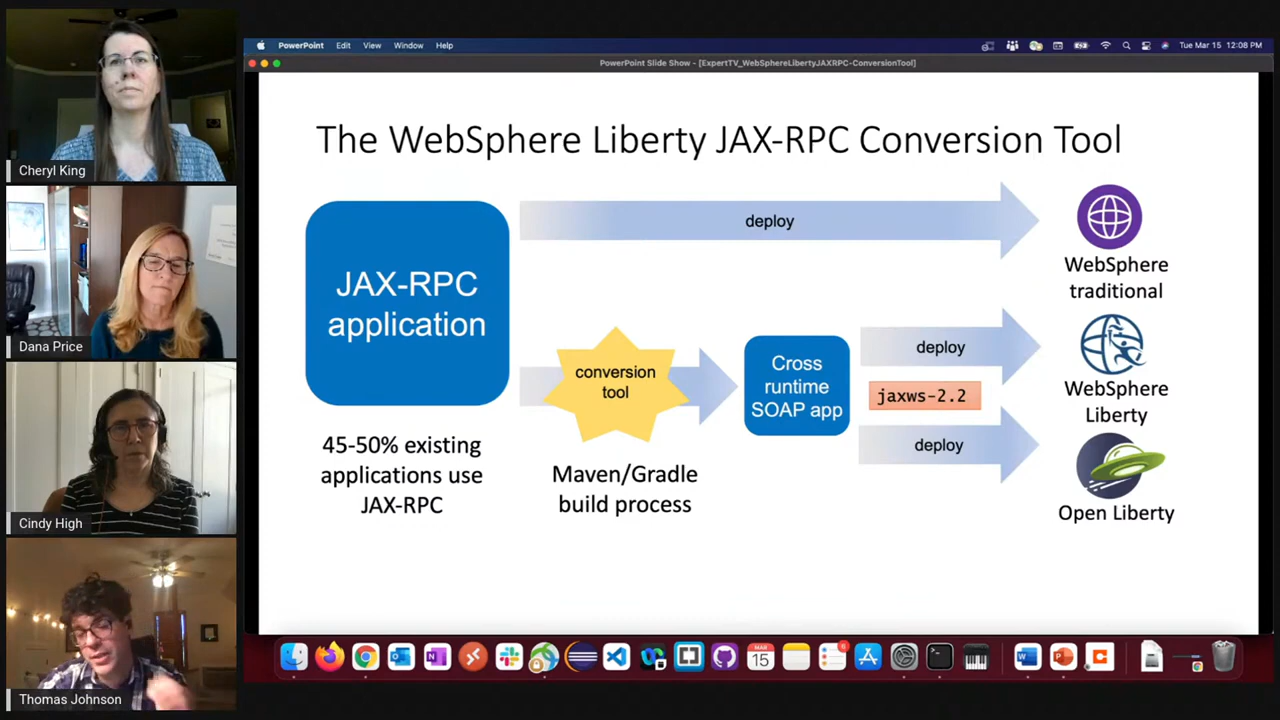 Cheryl King
Dana Price
Cindy High
Thomas Johnson
PowerPoint Edit View Window Help
Tue Mar 15 12:08 PM
PowerPoint Slide Show - [ExpertTV_WebSphereLibertyJAXRPC-ConversionTool]
The WebSphere Liberty JAX-RPC Conversion Tool
JAX-RPC
application
45-50% existing
applications use
JAX-RPC
deploy
conversion
tool
Maven/Gradle
build process
Cross
runtime
SOAP app
deploy
jaxws-2.2
deploy
WebSphere
traditional
WebSphere
Liberty
Open Liberty
MAR
15